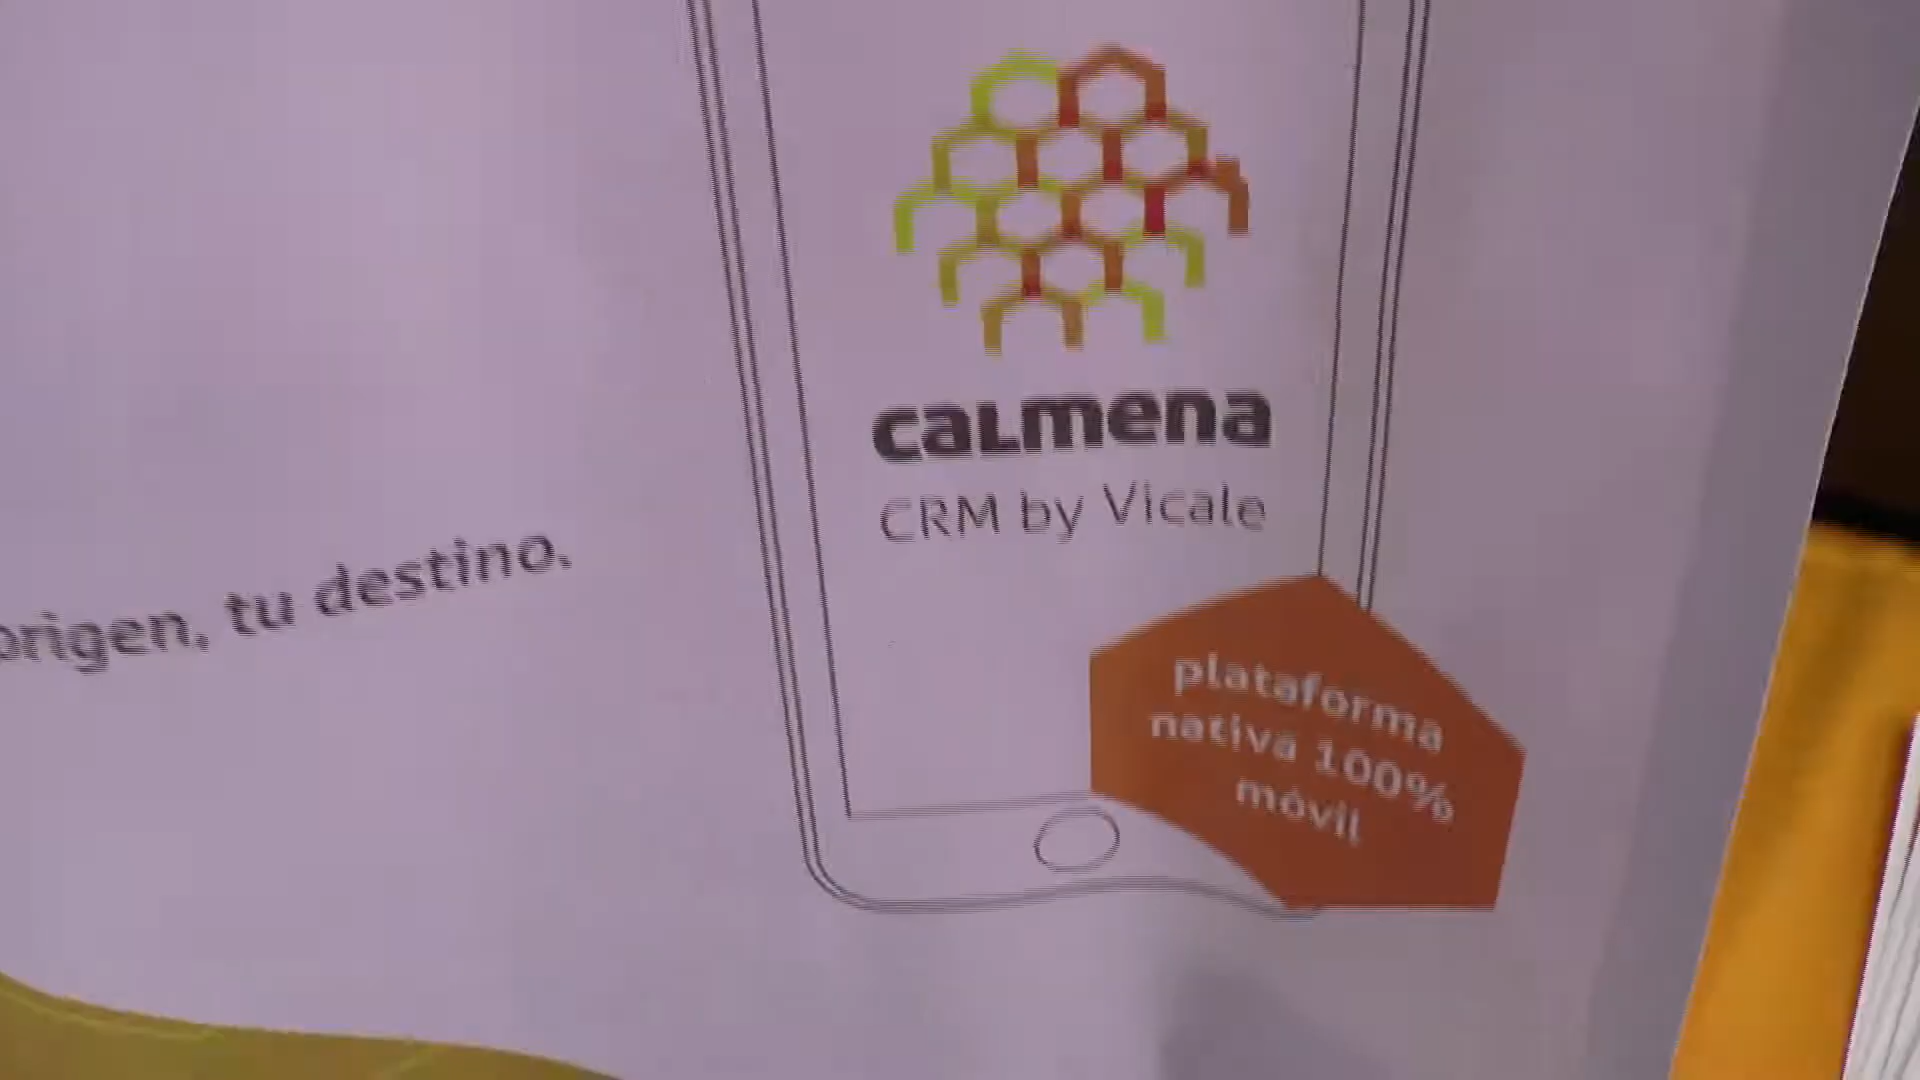 calmena
CRM by Vicale
origen, tu destino.
plataforma
nativa 100%
móvil